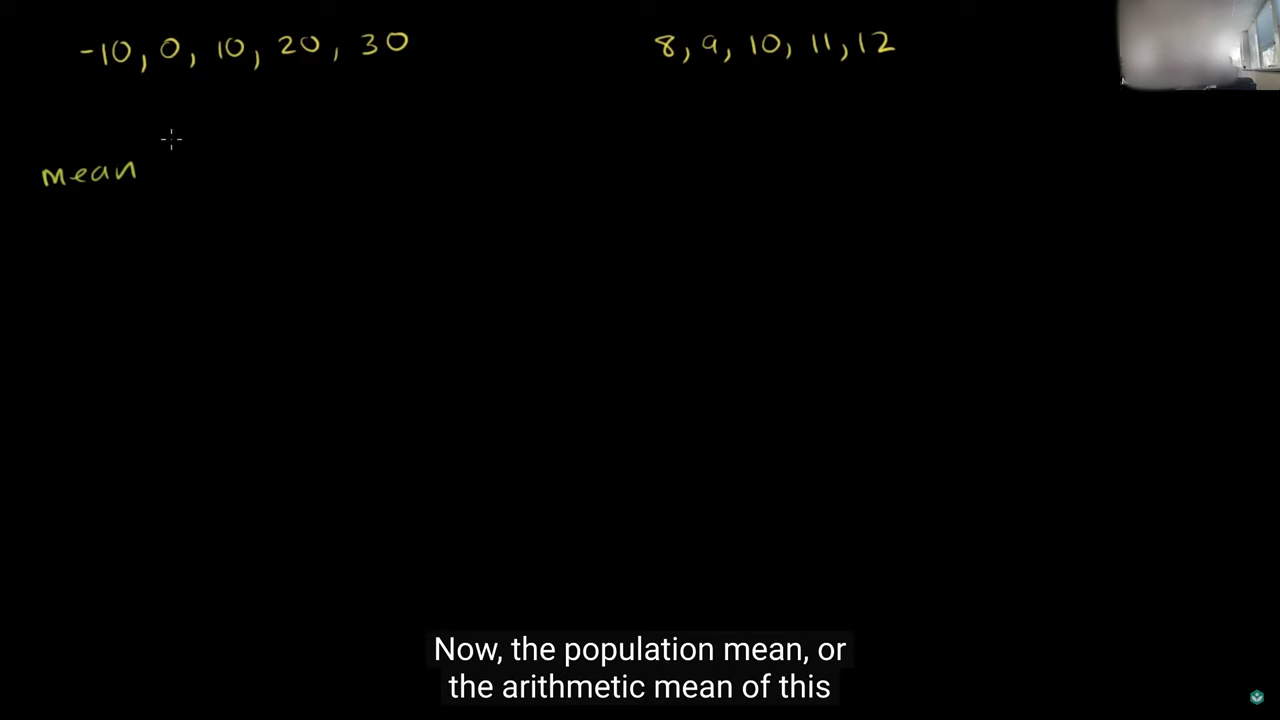 -10, 0, 10, 20, 30
8, 9, 10, 11, 12
mean
Now, the population mean, or
the arithmetic mean of this